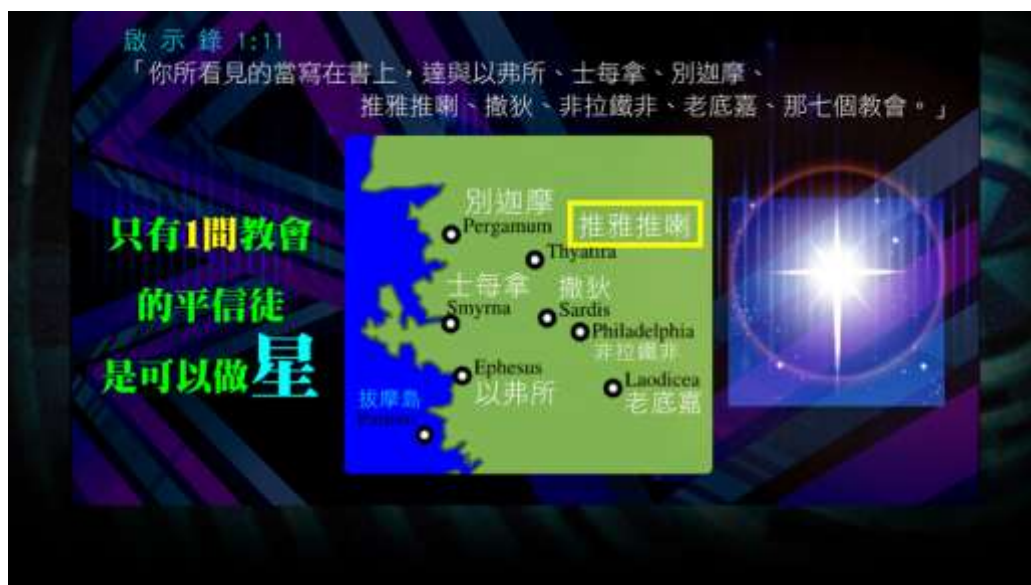 啟示錄 1:11
「你所看見的當寫在書上，達與以弗所、士每拿、別迦摩、
推雅推喇、撒狄、非拉鐵非、老底嘉、那七個教會。」
只有1間教會
的平信徒
是可以做星
別迦摩
Pergamum
推雅推喇
Thyatira
士每拿
Smyrna
撒狄
Sardis
Philadelphia
非拉鐵非
Ephesus
以弗所
Laodicea
老底嘉
拔摩島